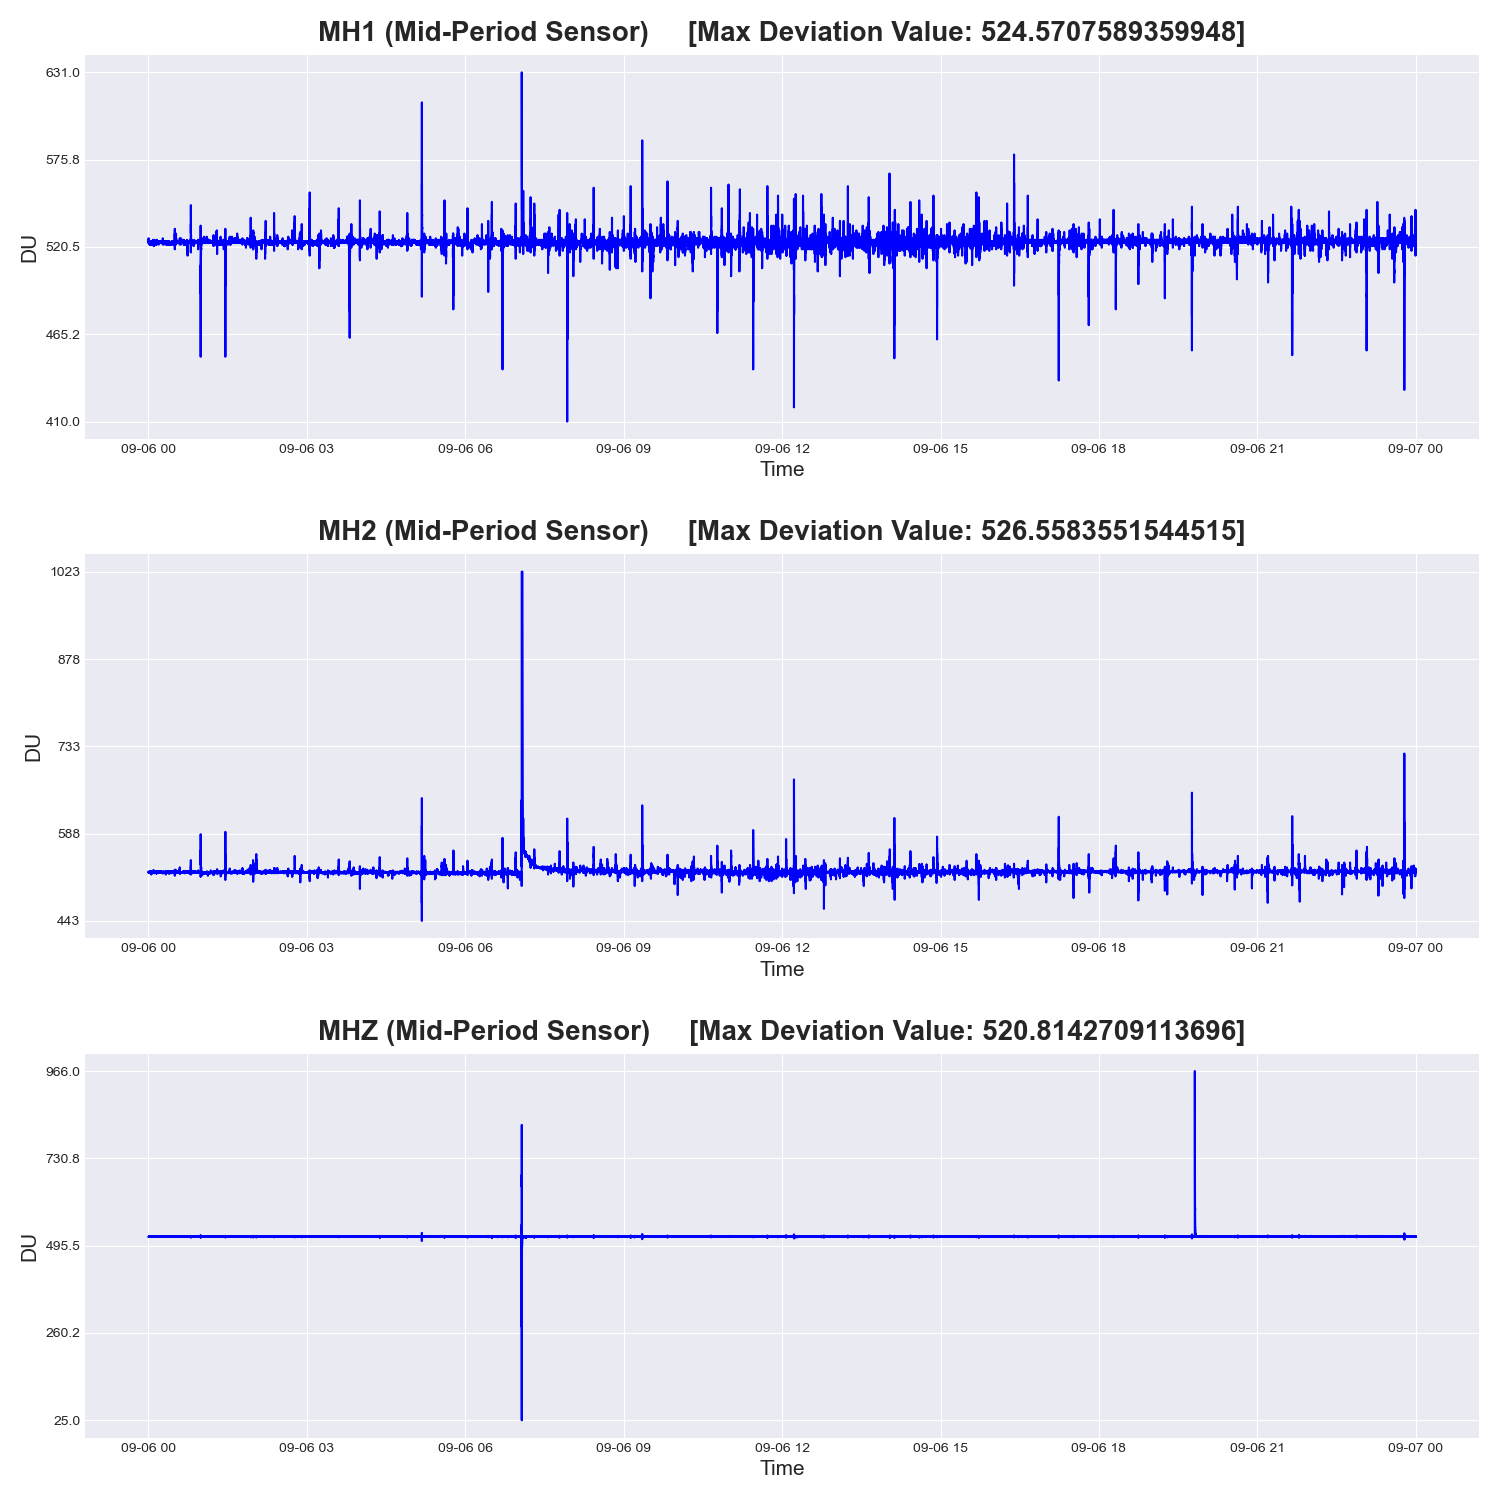 MH1 (Mid-Period Sensor)     [Max Deviation Value: 524.5707589359948]
631.0
575.8
520.5
465.2
410.0
DU
09-06 00 09-06 03 09-06 06 09-06 09 09-06 12 09-06 15 09-06 18 09-06 21 09-07 00
Time
MH2 (Mid-Period Sensor)     [Max Deviation Value: 526.5583551544515]
1023
878
733
588
443
DU
09-06 00 09-06 03 09-06 06 09-06 09 09-06 12 09-06 15 09-06 18 09-06 21 09-07 00
Time
MHZ (Mid-Period Sensor)     [Max Deviation Value: 520.8142709113696]
966.0
730.8
495.5
260.2
25.0
DU
09-06 00 09-06 03 09-06 06 09-06 09 09-06 12 09-06 15 09-06 18 09-06 21 09-07 00
Time